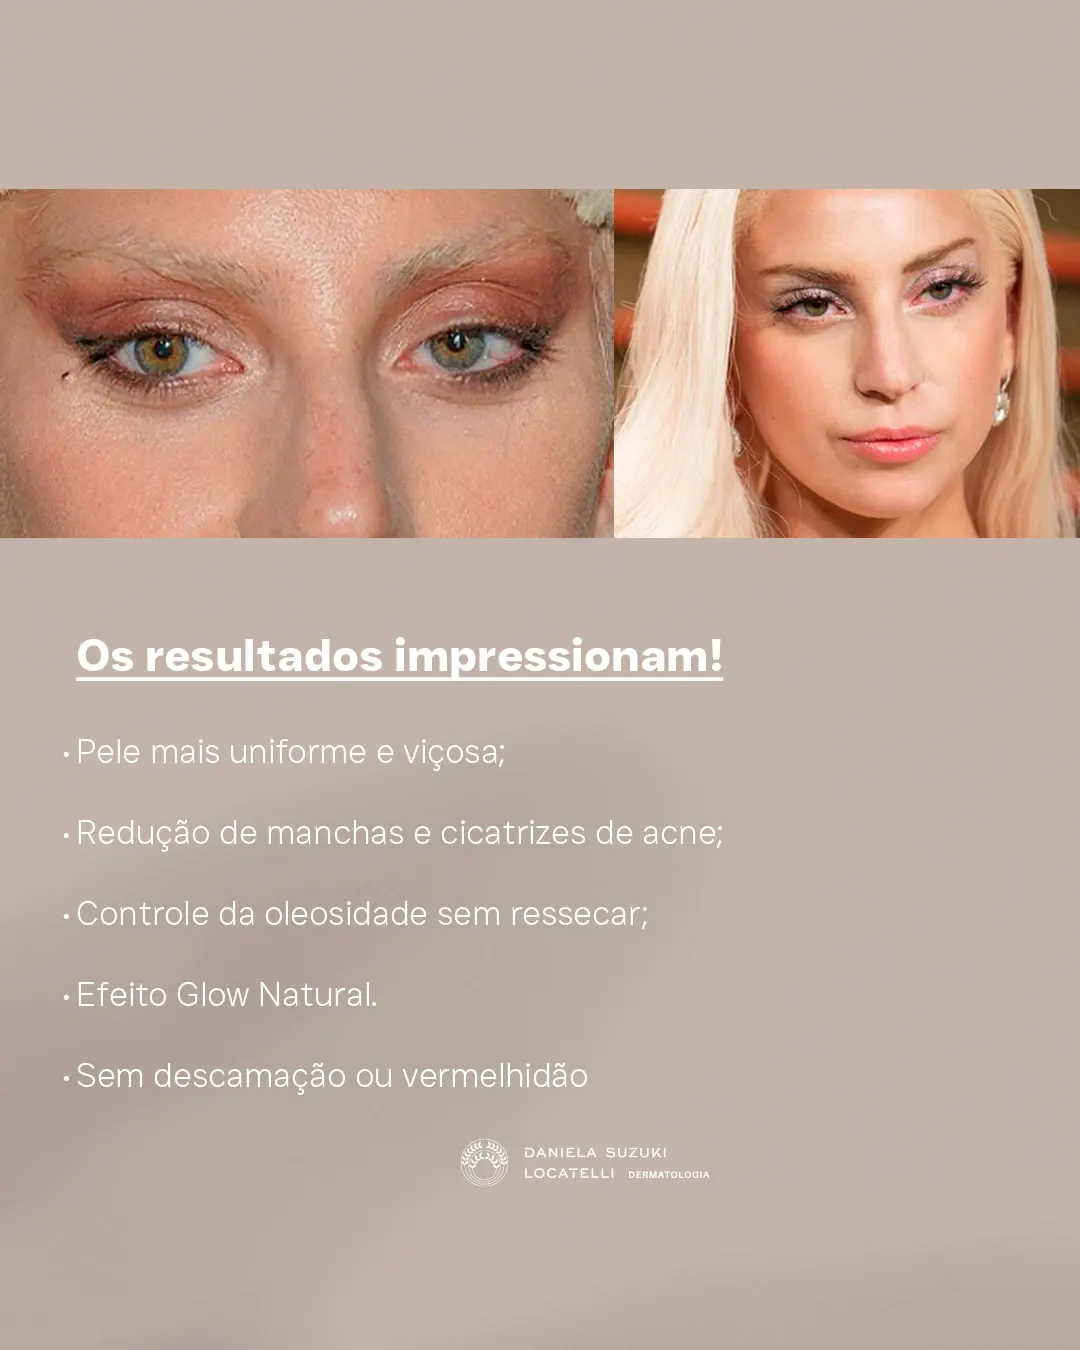 Os resultados impressionam!
• Pele mais uniforme e viçosa;
• Redução de manchas e cicatrizes de acne;
• Controle da oleosidade sem ressecar;
• Efeito Glow Natural.
• Sem descamação ou vermelhidão
DANIELA SUZUKI
LOCATELLI DERMATOLOGIA